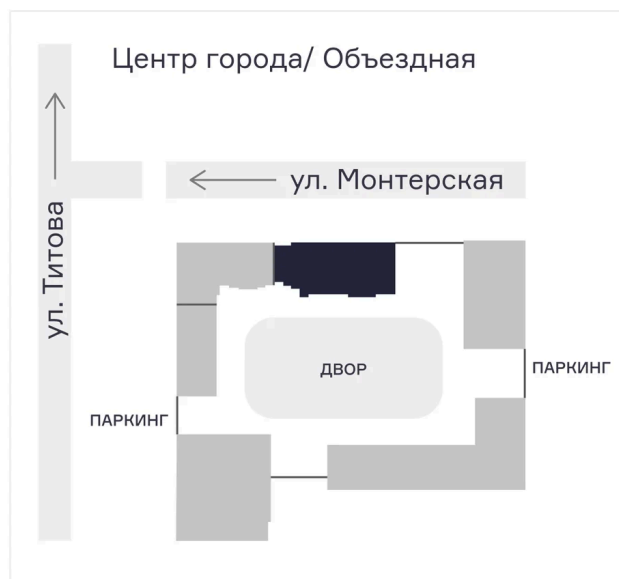 Центр города/ Объездная
ул. Монтерская
ул. Титова
ДВОР
ПАРКИНГ
ПАРКИНГ